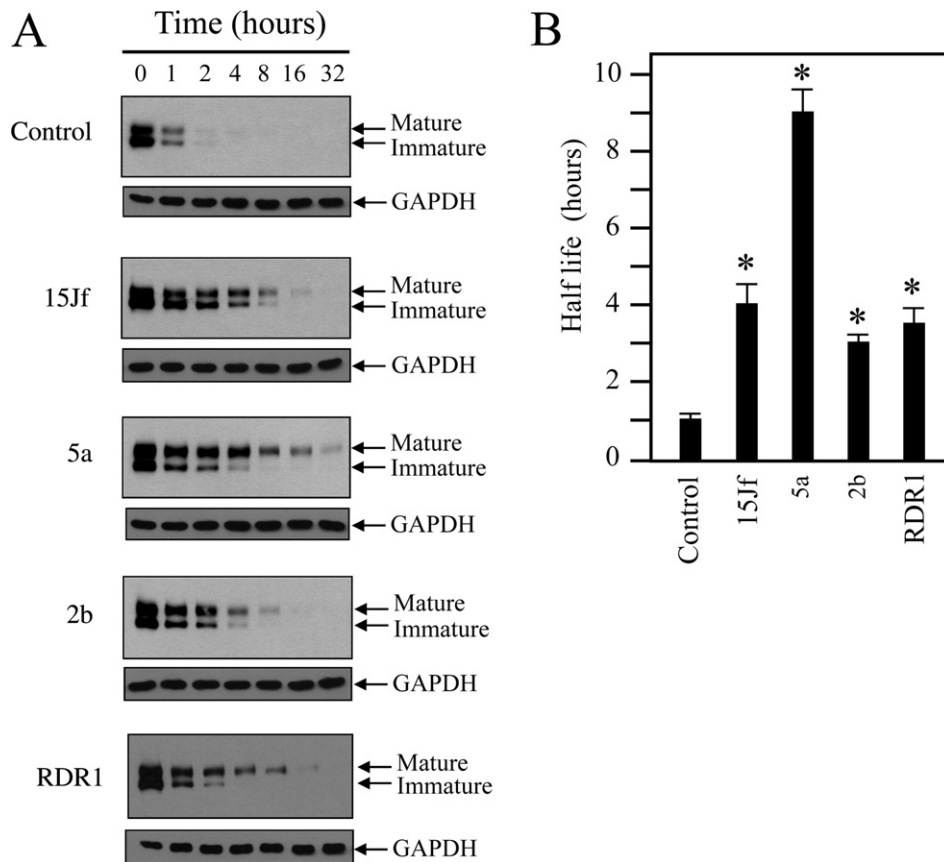 A
Time (hours)
0 1 2 4 8 16 32
Control
Mature
Immature
GAPDH
15Jf
Mature
Immature
GAPDH
5a
Mature
Immature
GAPDH
2b
Mature
Immature
GAPDH
RDR1
Mature
Immature
GAPDH
B
Half life (hours)
10
8
6
4
2
0
* * * *
Control 15Jf 5a 2b RDR1